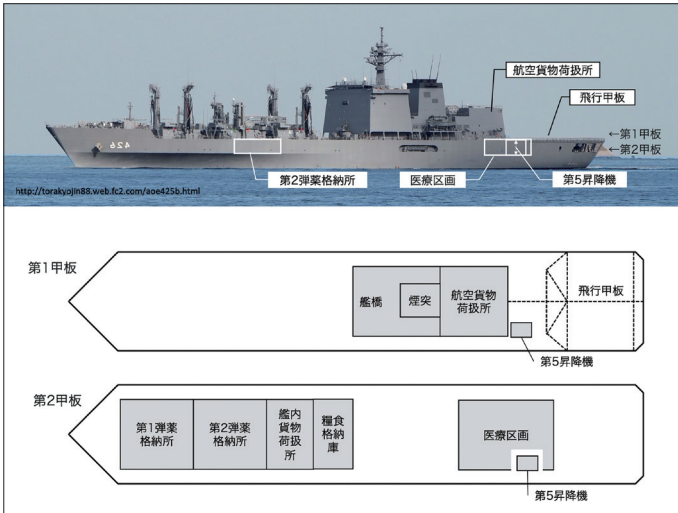 航空貨物荷扱所
飛行甲板
←第1甲板
←第2甲板
426
第2弾薬格納所
医療区画
第5昇降機
http://torakyojin88.web.fc2.com/aoe425b.html
第1甲板
艦橋
煙突
航空貨物
荷扱所
飛行甲板
第5昇降機
第2甲板
第1弾薬
格納所
第2弾薬
格納所
艦内
貨物
荷扱
所
糧食
格納
庫
医療区画
第5昇降機